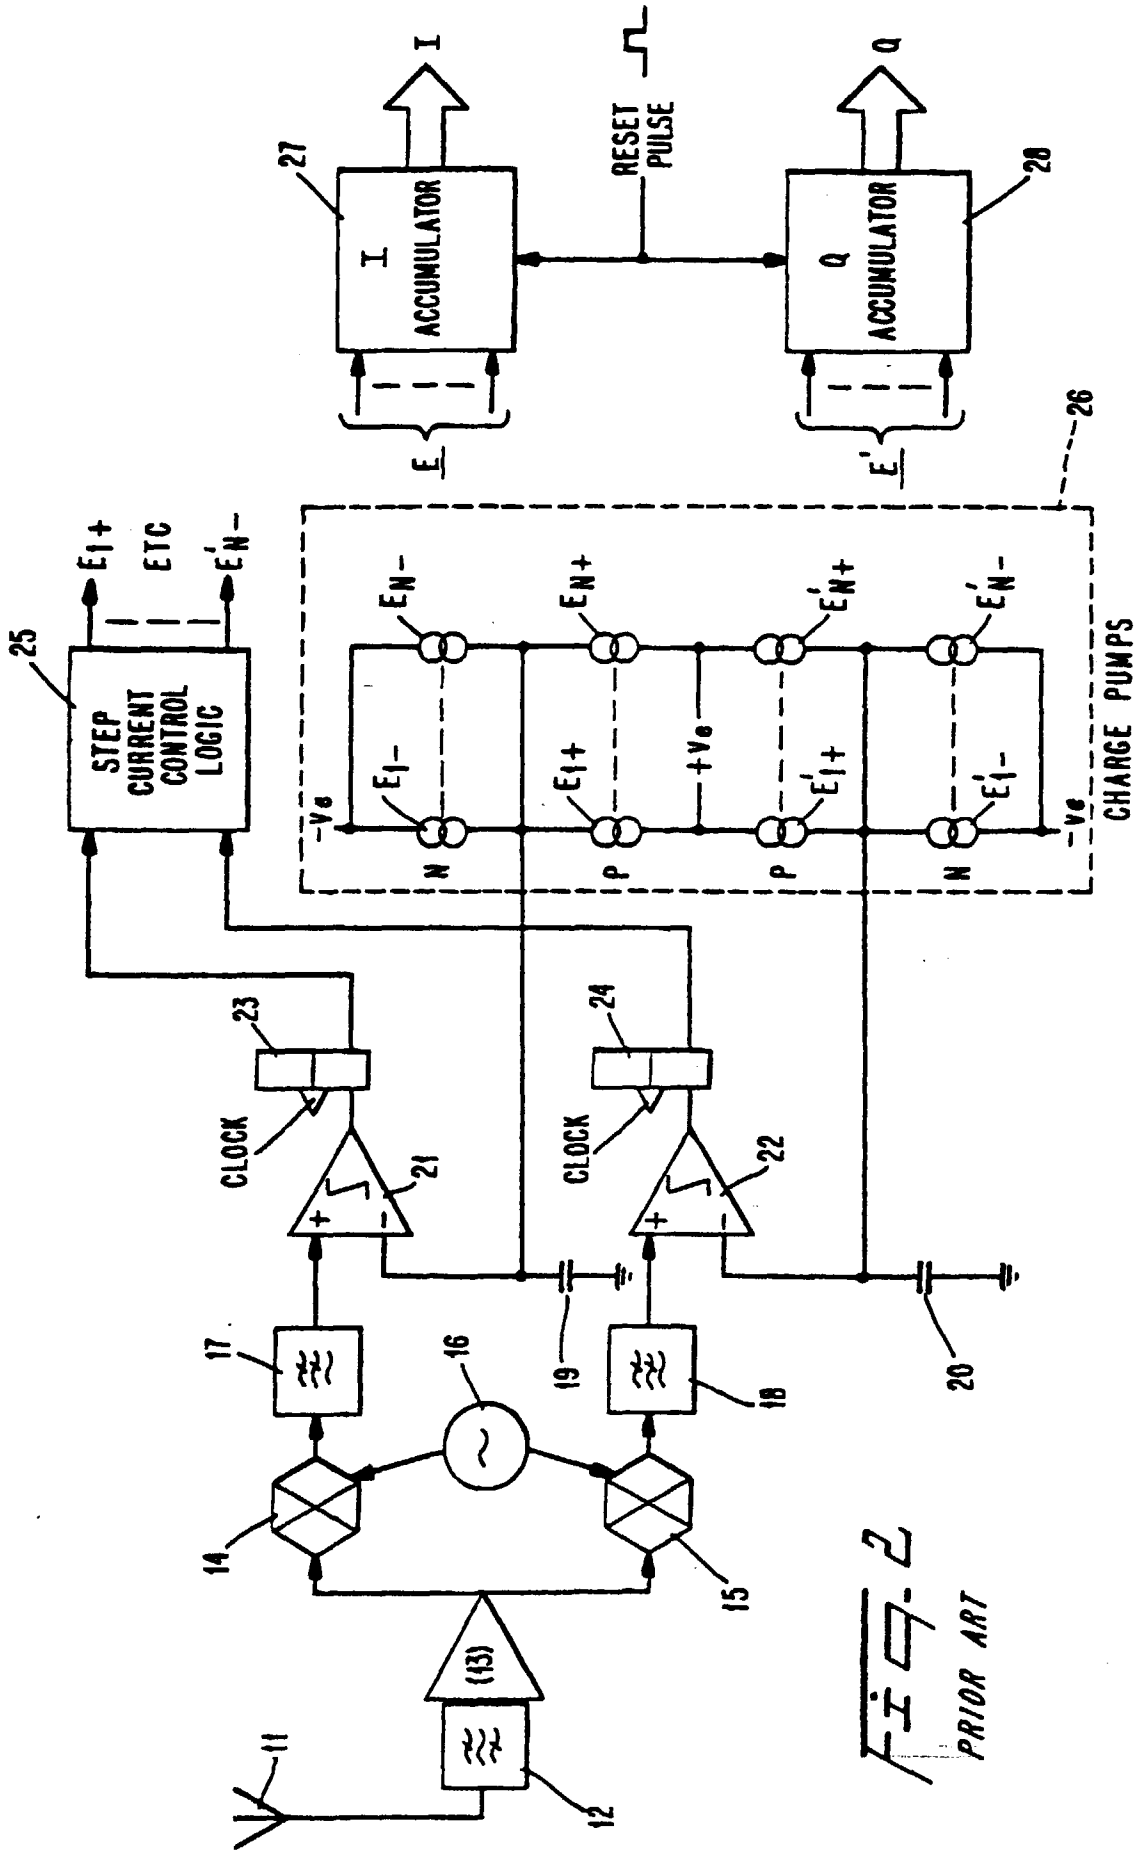 11
12
(13)
14
15
16
17
18
19
20
21
22
+
-
+
-
CLOCK
23
CLOCK
24
25
STEP
CURRENT
CONTROL
LOGIC
E1+
ETC
E'N-
-Ve
N
E1-
EN-
P
E1+
EN+
+Ve
P
E'1+
E'N+
N
E'1-
E'N-
-Ve
CHARGE PUMPS
26
E
27
I
ACCUMULATOR
I
RESET
PULSE
E'
28
Q
ACCUMULATOR
Q
Fig. 2
PRIOR ART